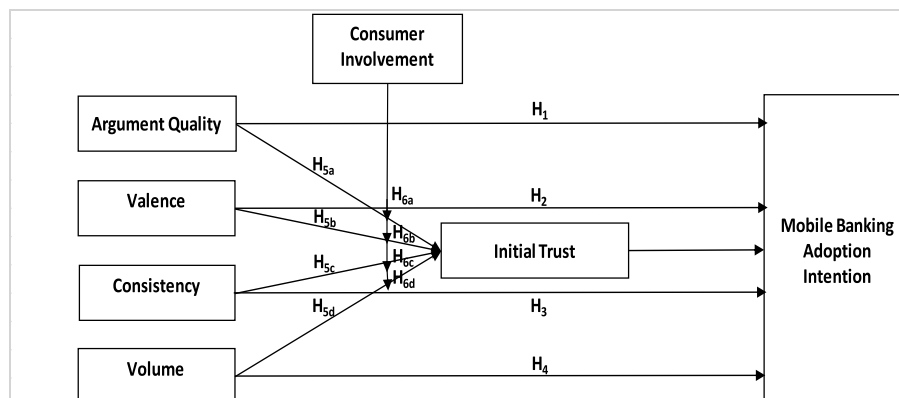 Consumer
Involvement
Argument Quality
H₁
H₅ₐ
Valence
H₆ₐ
H₂
H5b
H6b
Mobile Banking
Adoption
Intention
Initial Trust
H5c
H6c
Consistency
H6d
H5d
H₃
Volume
H₄